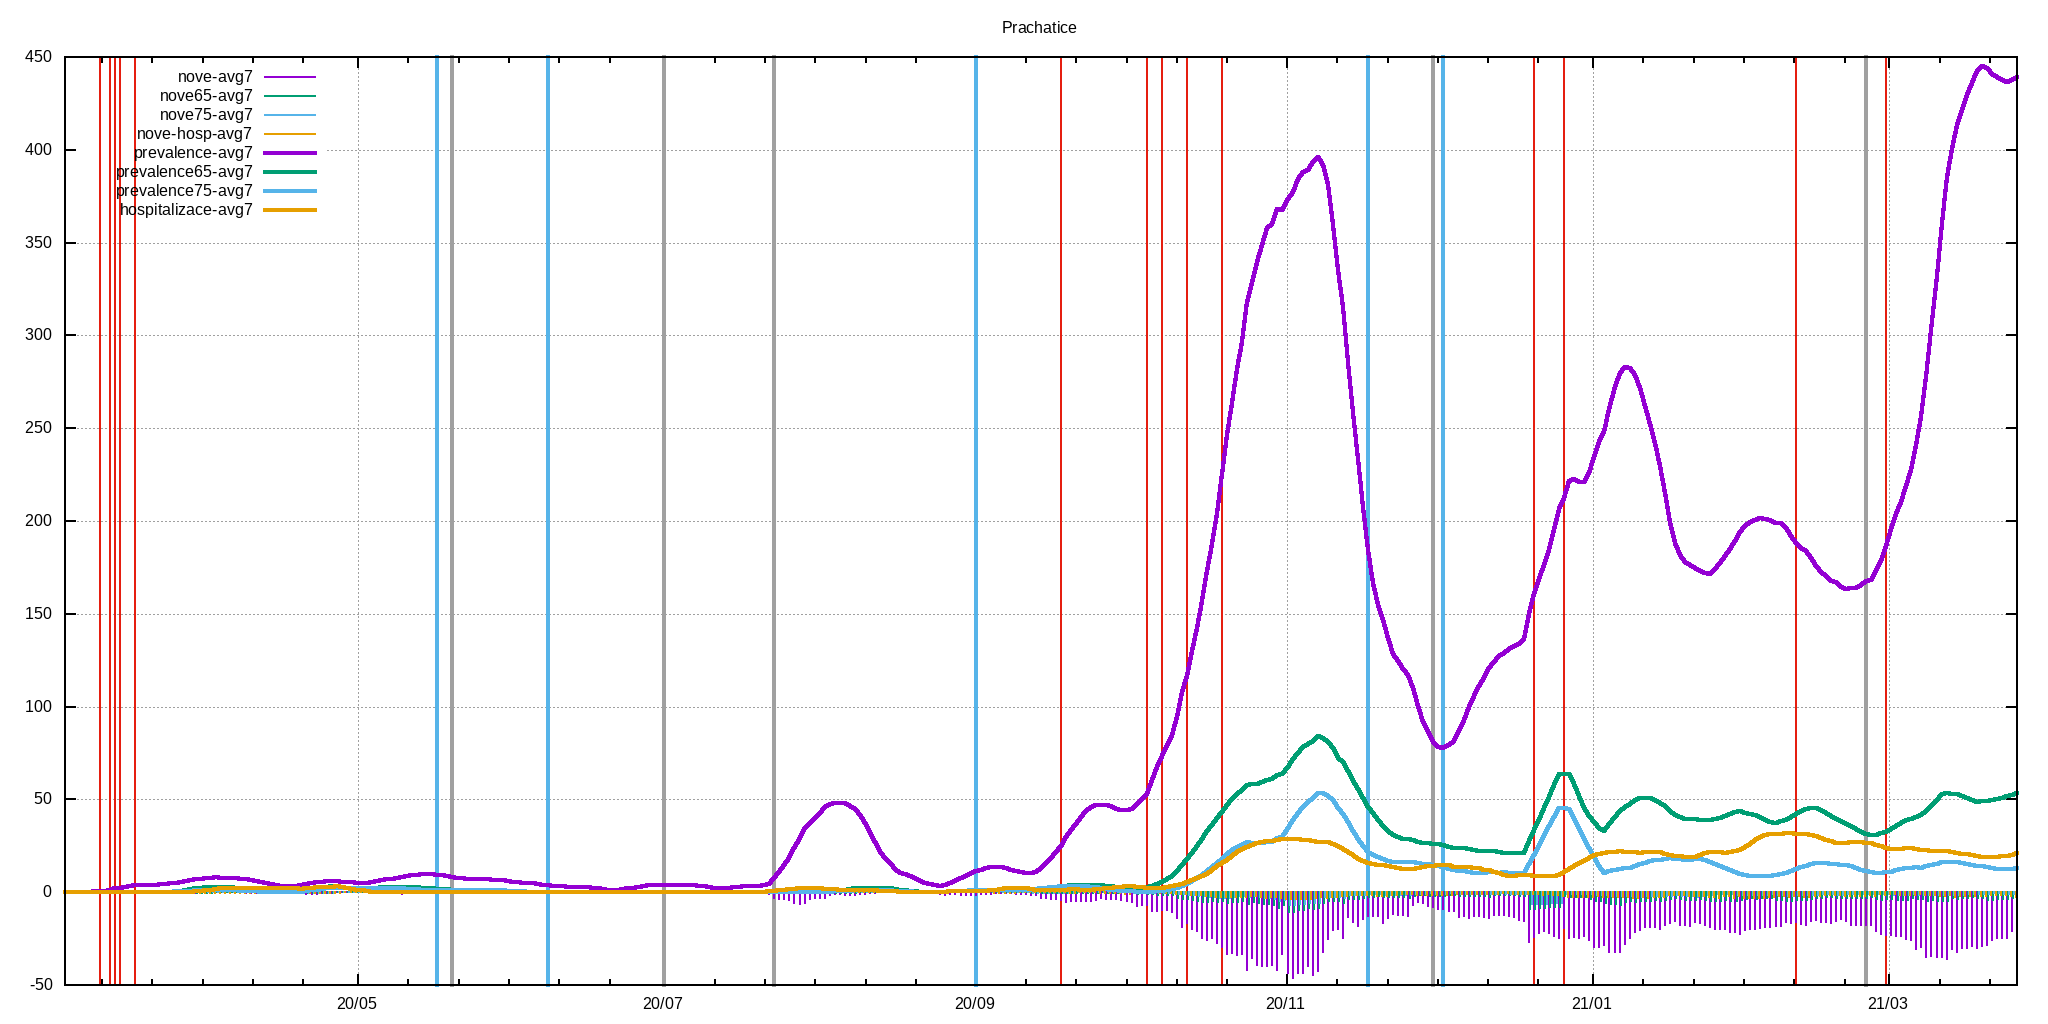 Prachatice
450
400
350
300
250
200
150
100
50
0
-50
nove-avg7
nove65-avg7
nove75-avg7
nove-hosp-avg7
prevalence-avg7
prevalence65-avg7
prevalence75-avg7
hospitalizace-avg7
20/05 20/07 20/09 20/11 21/01 21/03